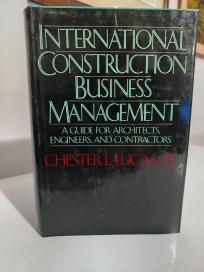 INTERNATIONAL
CONSTRUCTION
BUSINESS
MANAGEMENT
A GUIDE FOR ARCHITECTS,
ENGINEERS, AND CONTRACTORS
CHESTER L. LUCAS, P.E.